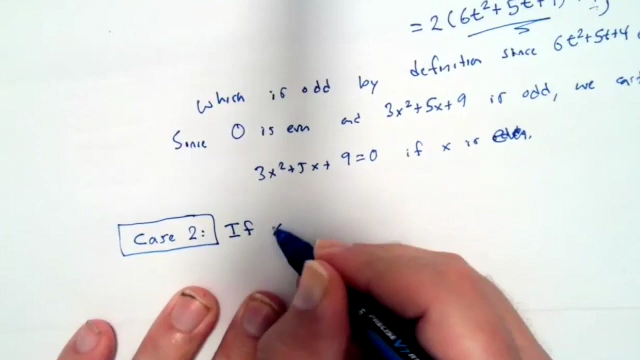 = 2(6t²+5t+
which is odd by definition since 6t²+5t+4
Since 0 is even and 3x²+5x+9 is odd, we
3x²+5x+9=0 if x is
Case 2: If